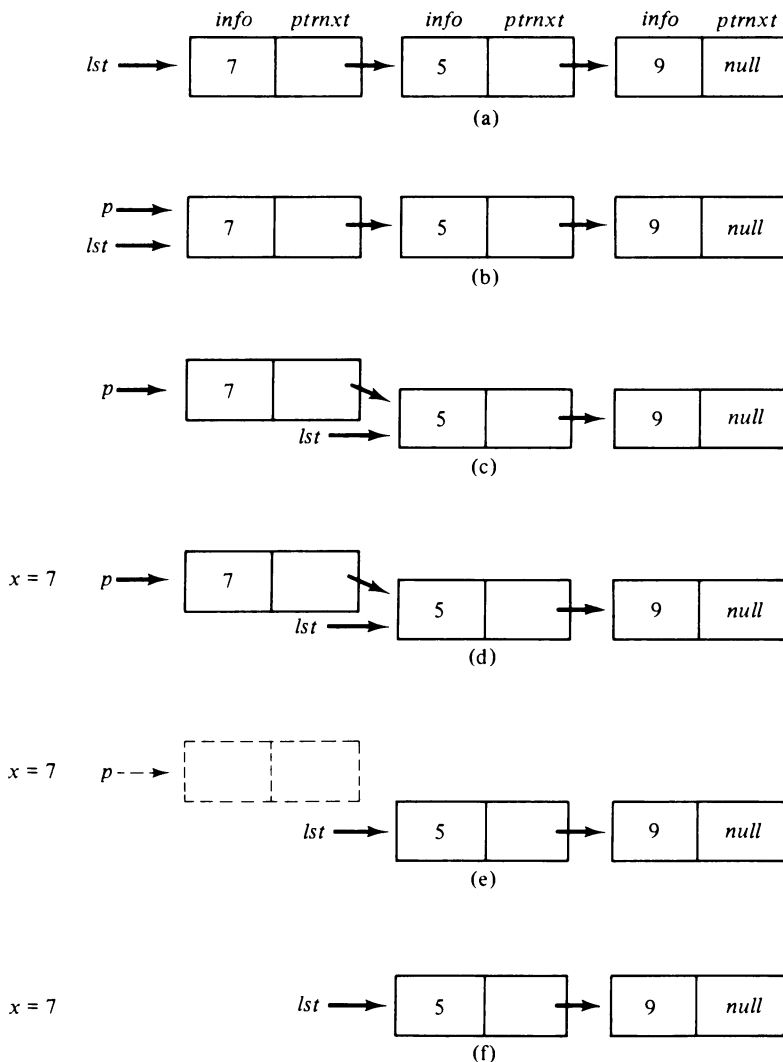 info ptrnxt info ptrnxt info ptrnxt
lst 7 5 9 null
(a)
p
lst 7 5 9 null
(b)
p 7
lst 5 9 null
(c)
x = 7 p 7
lst 5 9 null
(d)
x = 7 p
lst 5 9 null
(e)
x = 7 lst 5 9 null
(f)